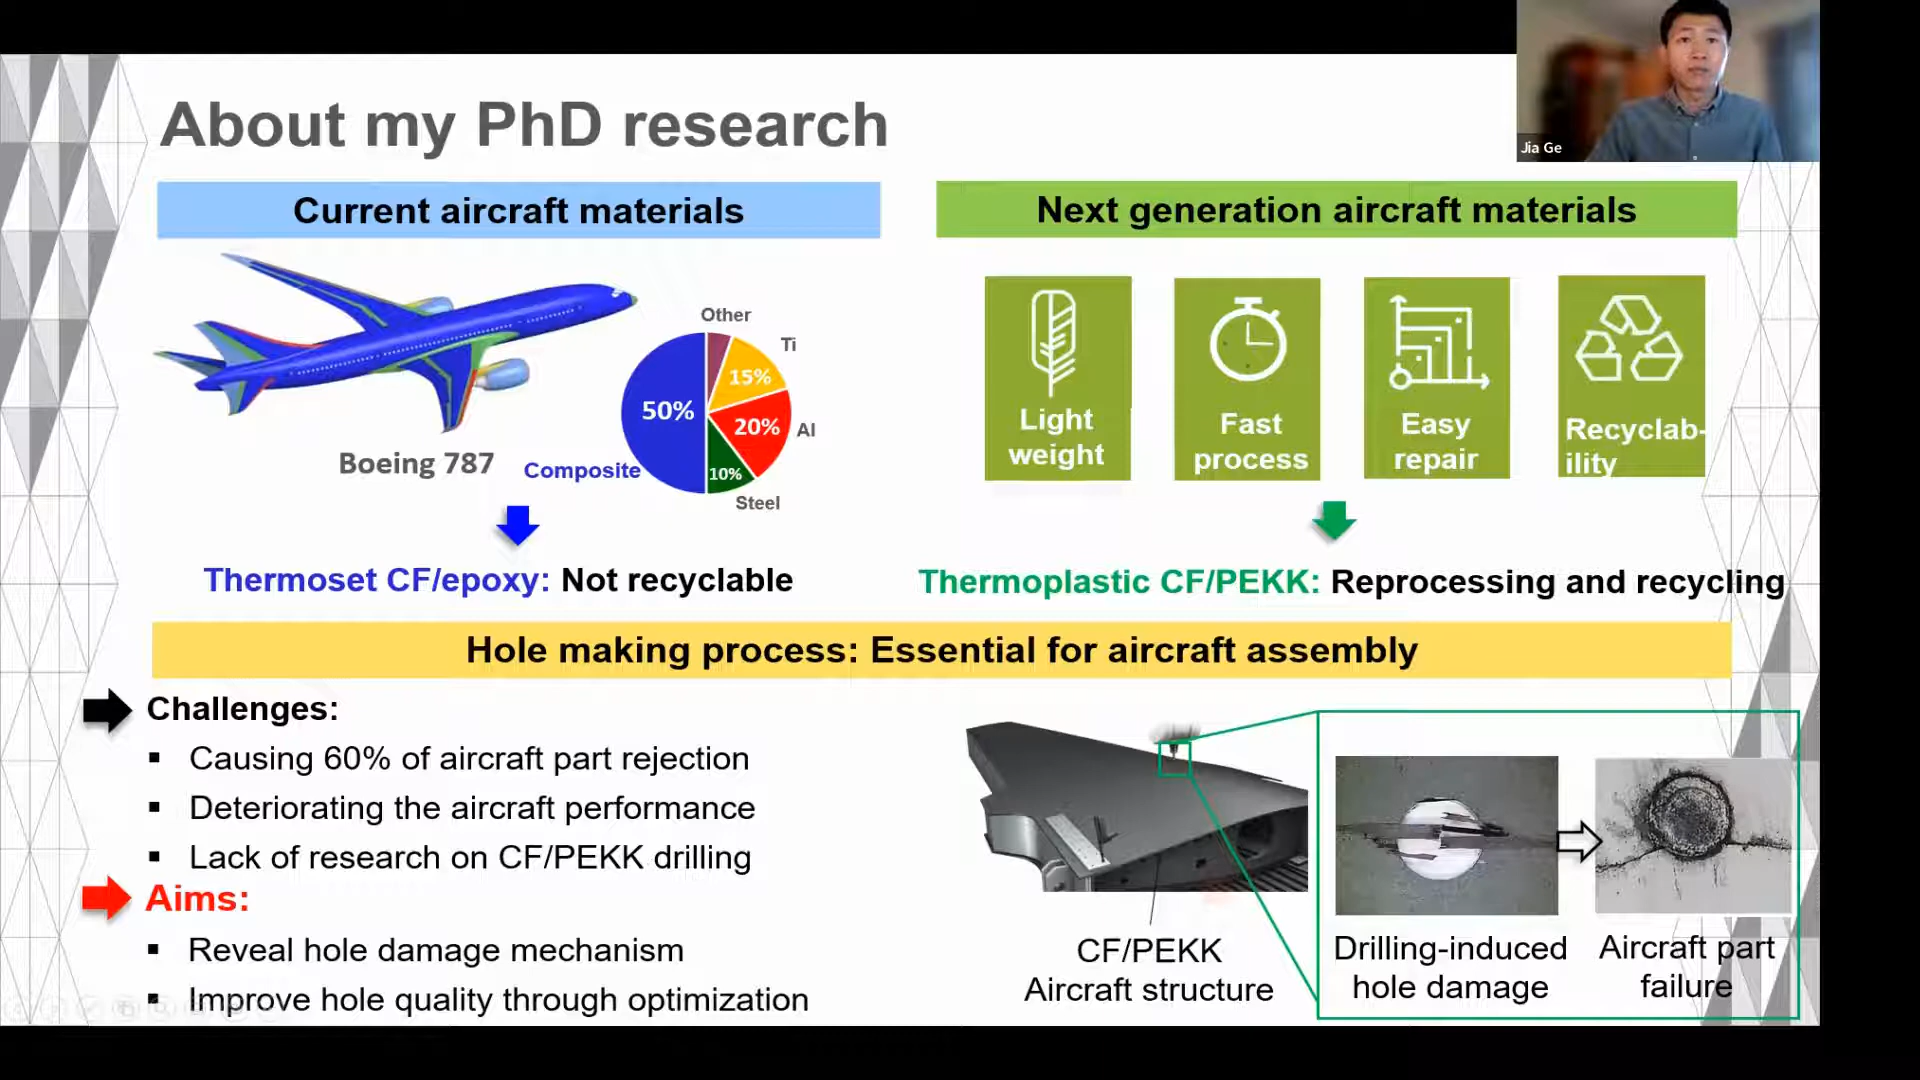 Jia Ge
About my PhD research
Current aircraft materials
Other
Ti
15%
50%
20%
Al
10%
Boeing 787
Composite
Steel
Thermoset CF/epoxy: Not recyclable
Next generation aircraft materials
Light
weight
Fast
process
Easy
repair
Recyclab-
ility
Thermoplastic CF/PEKK: Reprocessing and recycling
Hole making process: Essential for aircraft assembly
Challenges:
▪ Causing 60% of aircraft part rejection
▪ Deteriorating the aircraft performance
▪ Lack of research on CF/PEKK drilling
Aims:
▪ Reveal hole damage mechanism
▪ Improve hole quality through optimization
CF/PEKK
Aircraft structure
Drilling-induced
hole damage
Aircraft part
failure